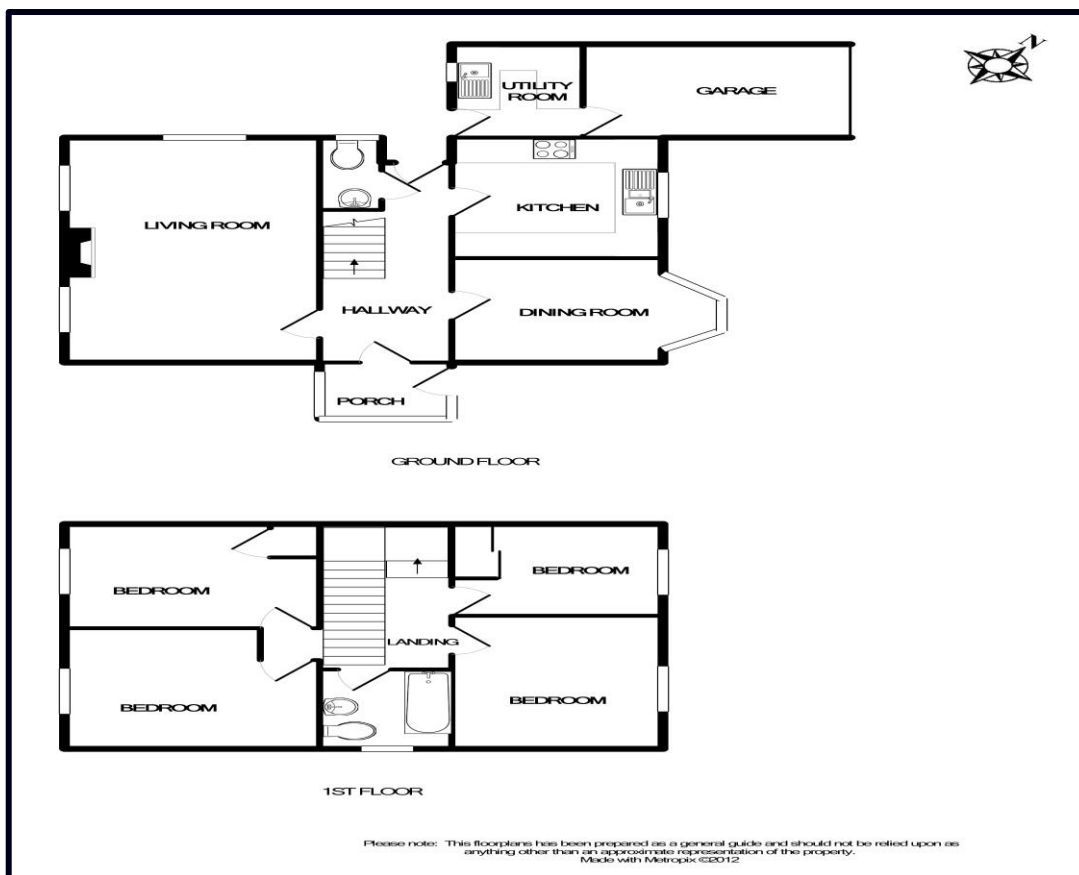 N
UTILITY
ROOM
GARAGE
LIVING ROOM
KITCHEN
HALLWAY
DINING ROOM
PORCH
GROUND FLOOR
BEDROOM
BEDROOM
LANDING
BEDROOM
BEDROOM
1ST FLOOR
Please note: This floorplans has been prepared as a general guide and should not be relied upon as
anything other than an approximate representation of the property.
Made with Metropix ©2012